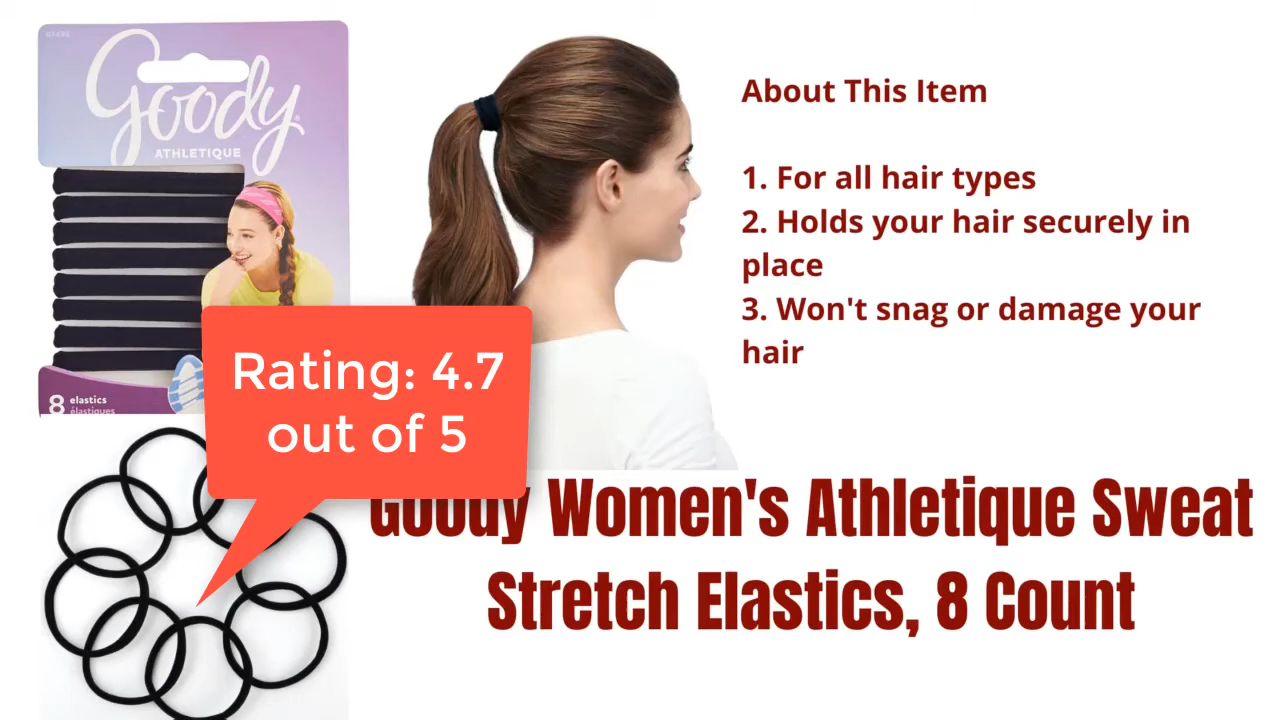 Goody
ATHLETIQUE
8 elastics
élastiques
Rating: 4.7
out of 5
About This Item
1. For all hair types
2. Holds your hair securely in
place
3. Won't snag or damage your
hair
Goody Women's Athletique Sweat
Stretch Elastics, 8 Count